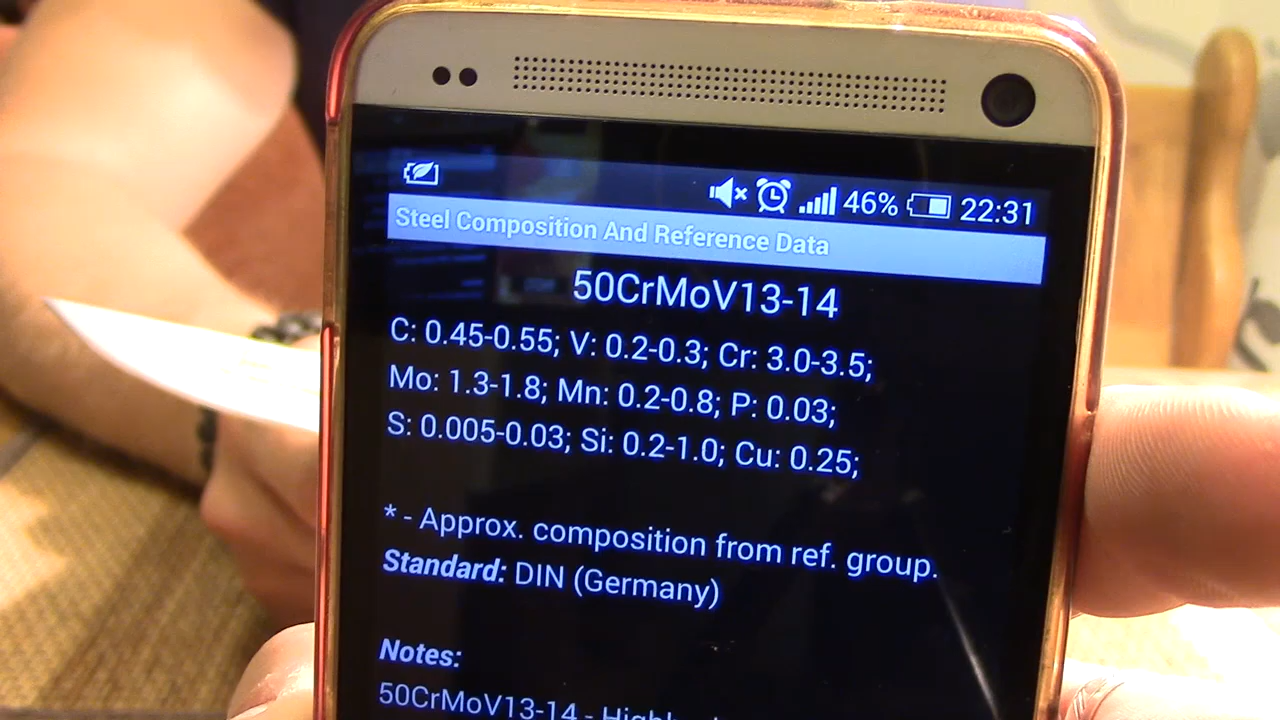 46% 22:31
Steel Composition And Reference Data
50CrMoV13-14
C: 0.45-0.55; V: 0.2-0.3; Cr: 3.0-3.5;
Mo: 1.3-1.8; Mn: 0.2-0.8; P: 0.03;
S: 0.005-0.03; Si: 0.2-1.0; Cu: 0.25;
* - Approx. composition from ref. group.
Standard: DIN (Germany)
Notes:
50CrMoV13-14 -